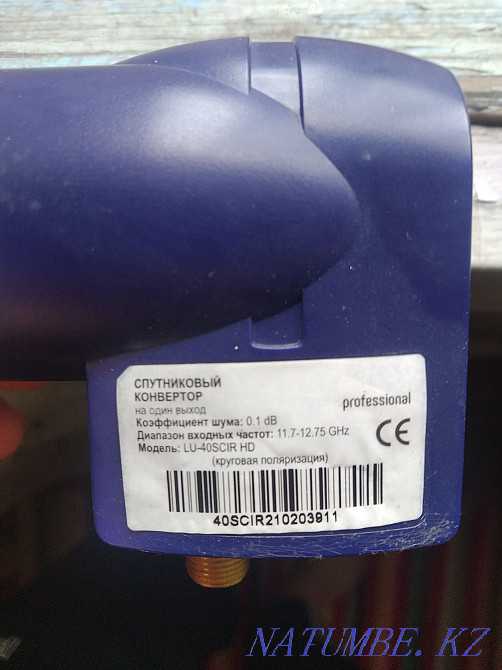 СПУТНИКОВЫЙ
КОНВЕРТОР
professional
на один выход
Коэффициент шума: 0.1 dB
Диапазон входных частот: 11.7-12.75 GHz
Модель: LU-40SCIR HD
(круговая поляризация)
CE
40SCIR210203911
NATUMBE.KZ